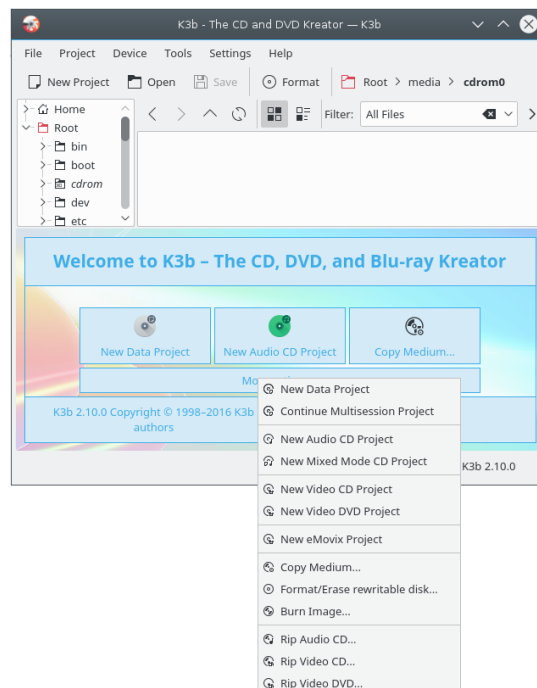 K3b - The CD and DVD Kreator — K3b
File Project Device Tools Settings Help
New Project Open Save Format Root > media > cdrom0
Home
Root
bin
boot
cdrom
dev
etc
Filter: All Files
Welcome to K3b – The CD, DVD, and Blu-ray Kreator
New Data Project New Audio CD Project Copy Medium...
K3b 2.10.0 Copyright © 1998–2016 K3b
authors
K3b 2.10.0
New Data Project
Continue Multisession Project
New Audio CD Project
New Mixed Mode CD Project
New Video CD Project
New Video DVD Project
New eMovix Project
Copy Medium...
Format/Erase rewritable disk...
Burn Image...
Rip Audio CD...
Rip Video CD...
Rip Video DVD...